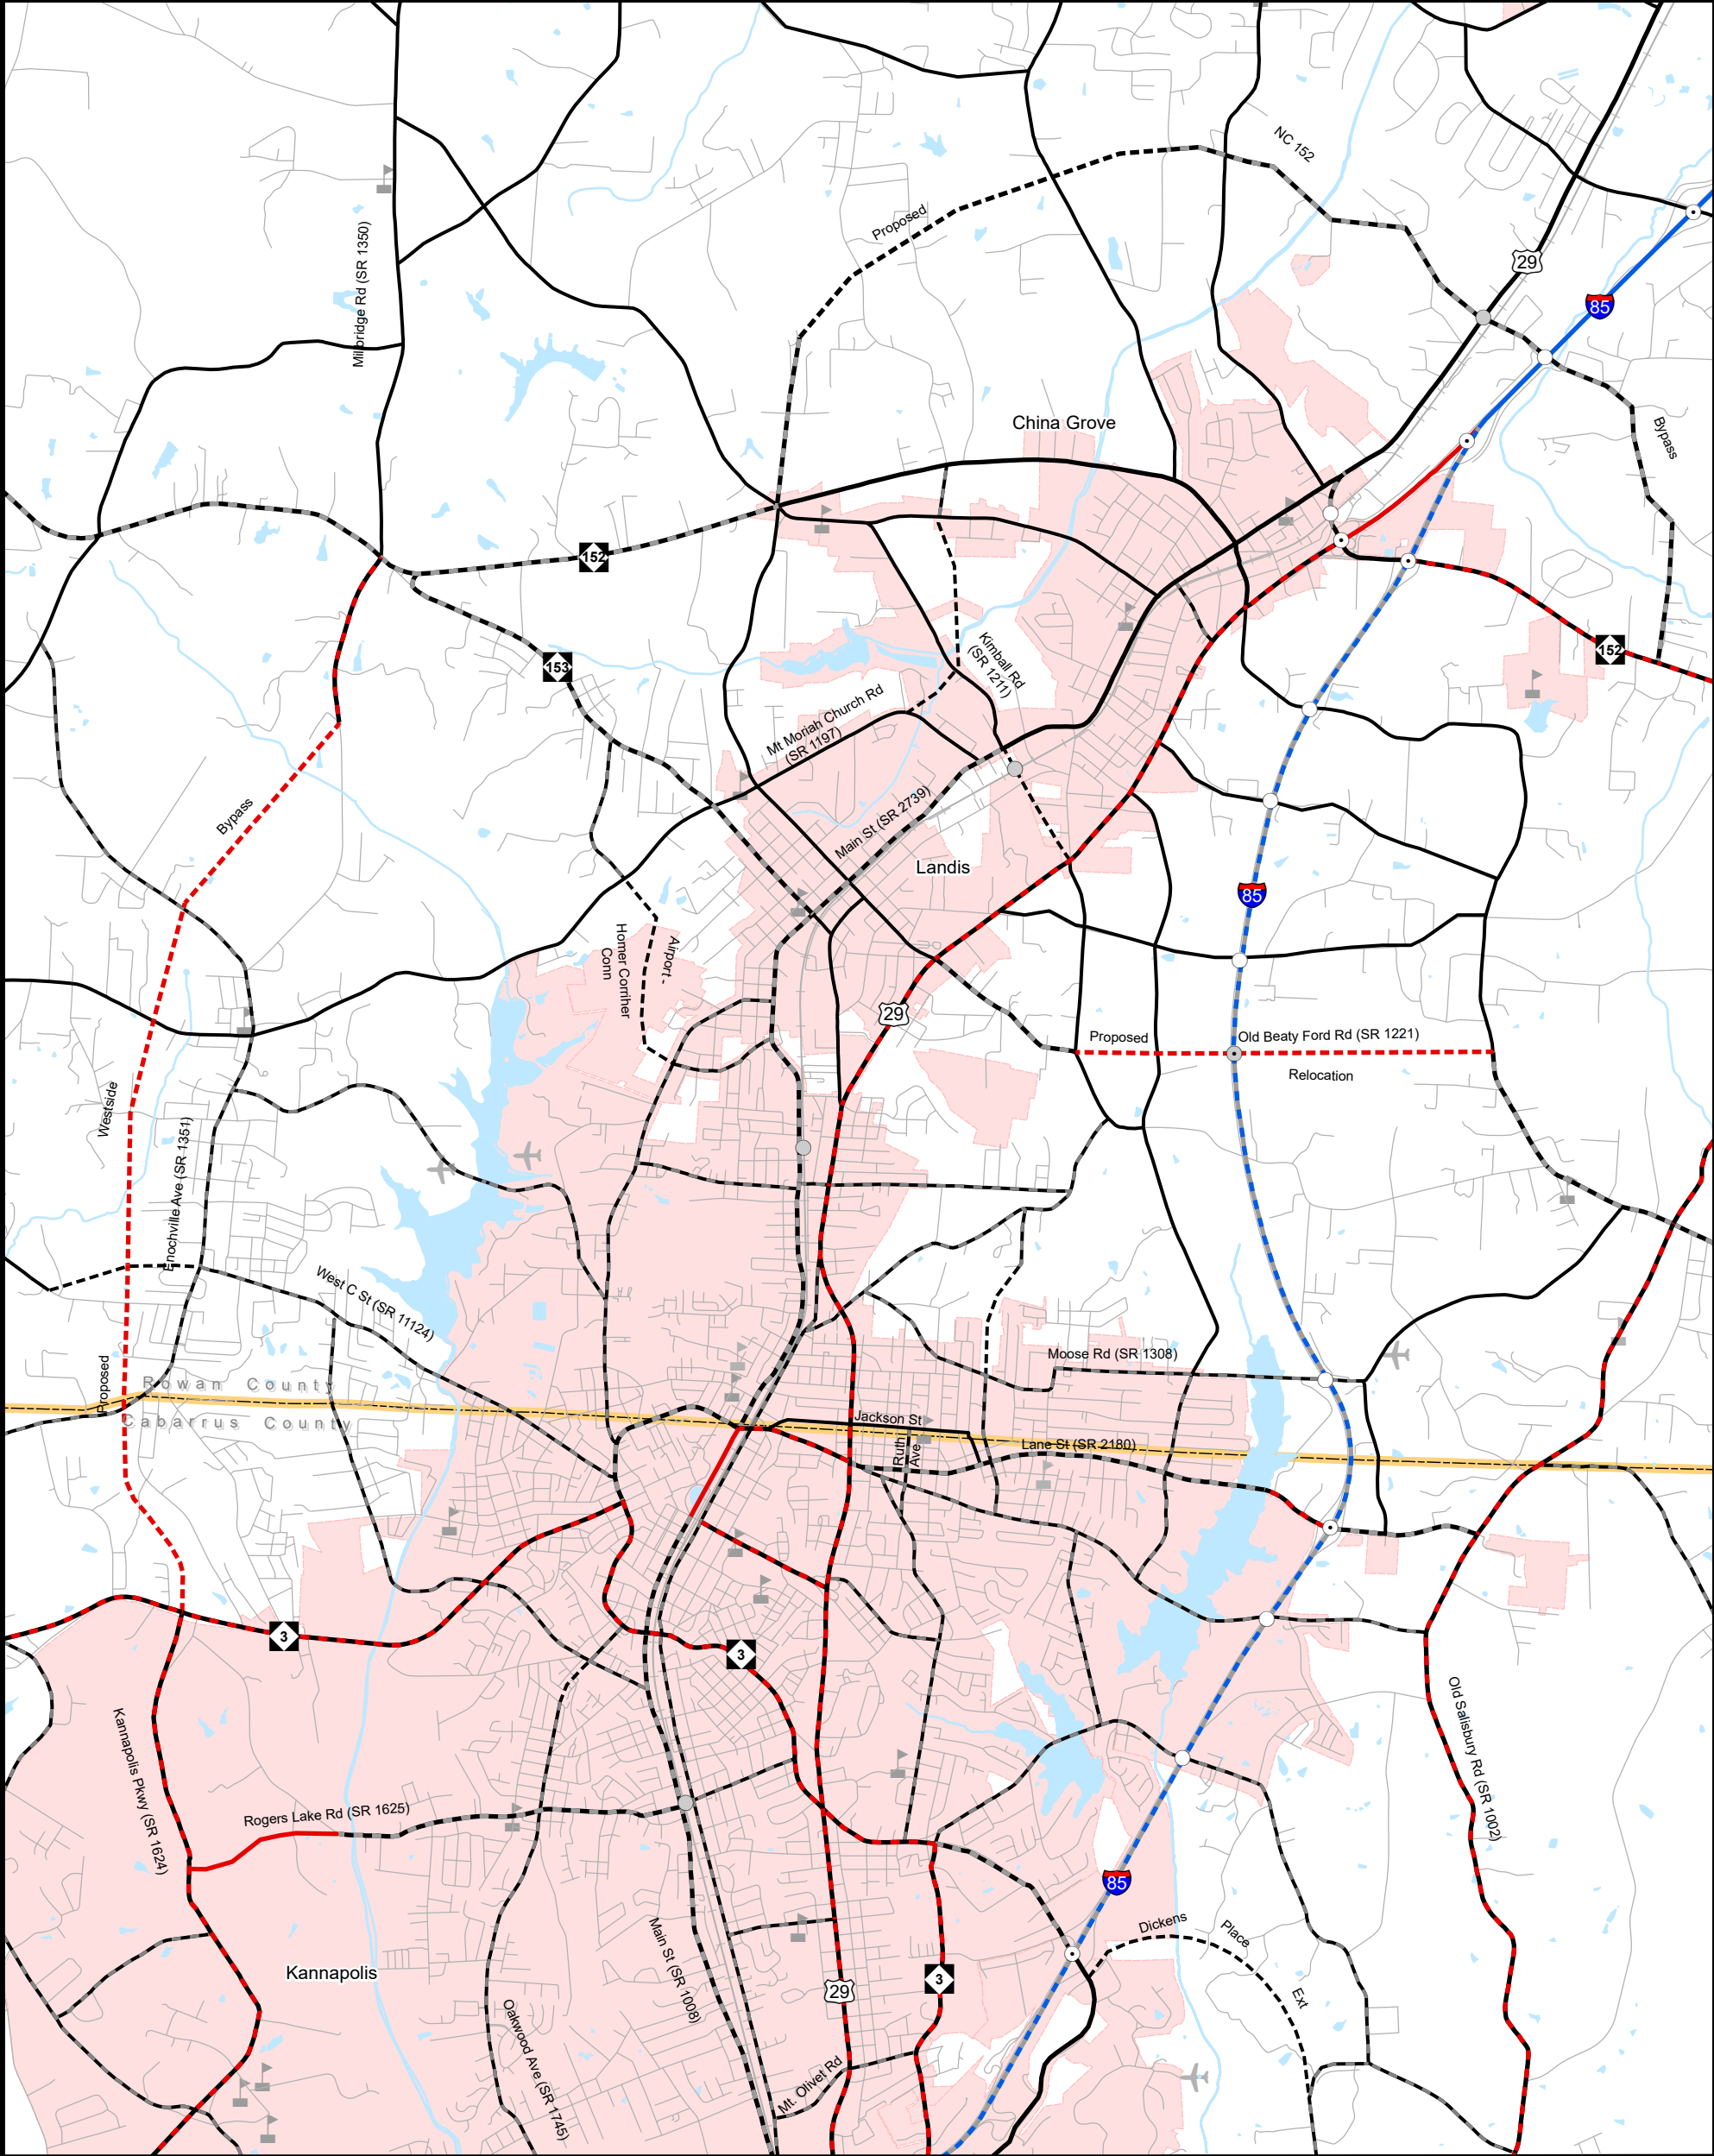 NC 152
Proposed
Millbridge Rd (SR 1350)
29
85
China Grove
Bypass
152
153
152
Kimball Rd
(SR 1211)
Mt Moriah Church Rd
(SR 1197)
Bypass
Main St (SR 2739)
Landis
85
Airport -
Homer Corriher
Conn
29
Proposed
Old Beaty Ford Rd (SR 1221)
Relocation
Westside
Enochville Ave (SR 1351)
West C St (SR 11124)
Moose Rd (SR 1308)
Proposed
Rowan County
Cabarrus County
Jackson St
Ruth
Ave
Lane St (SR 2180)
3
3
Kannapolis Pkwy (SR 1624)
Old Salisbury Rd (SR 1002)
Rogers Lake Rd (SR 1625)
85
Dickens
Place
Ext
Main St (SR 1008)
Kannapolis
3
29
Oakwood Ave (SR 1745)
Mt. Olivet Rd